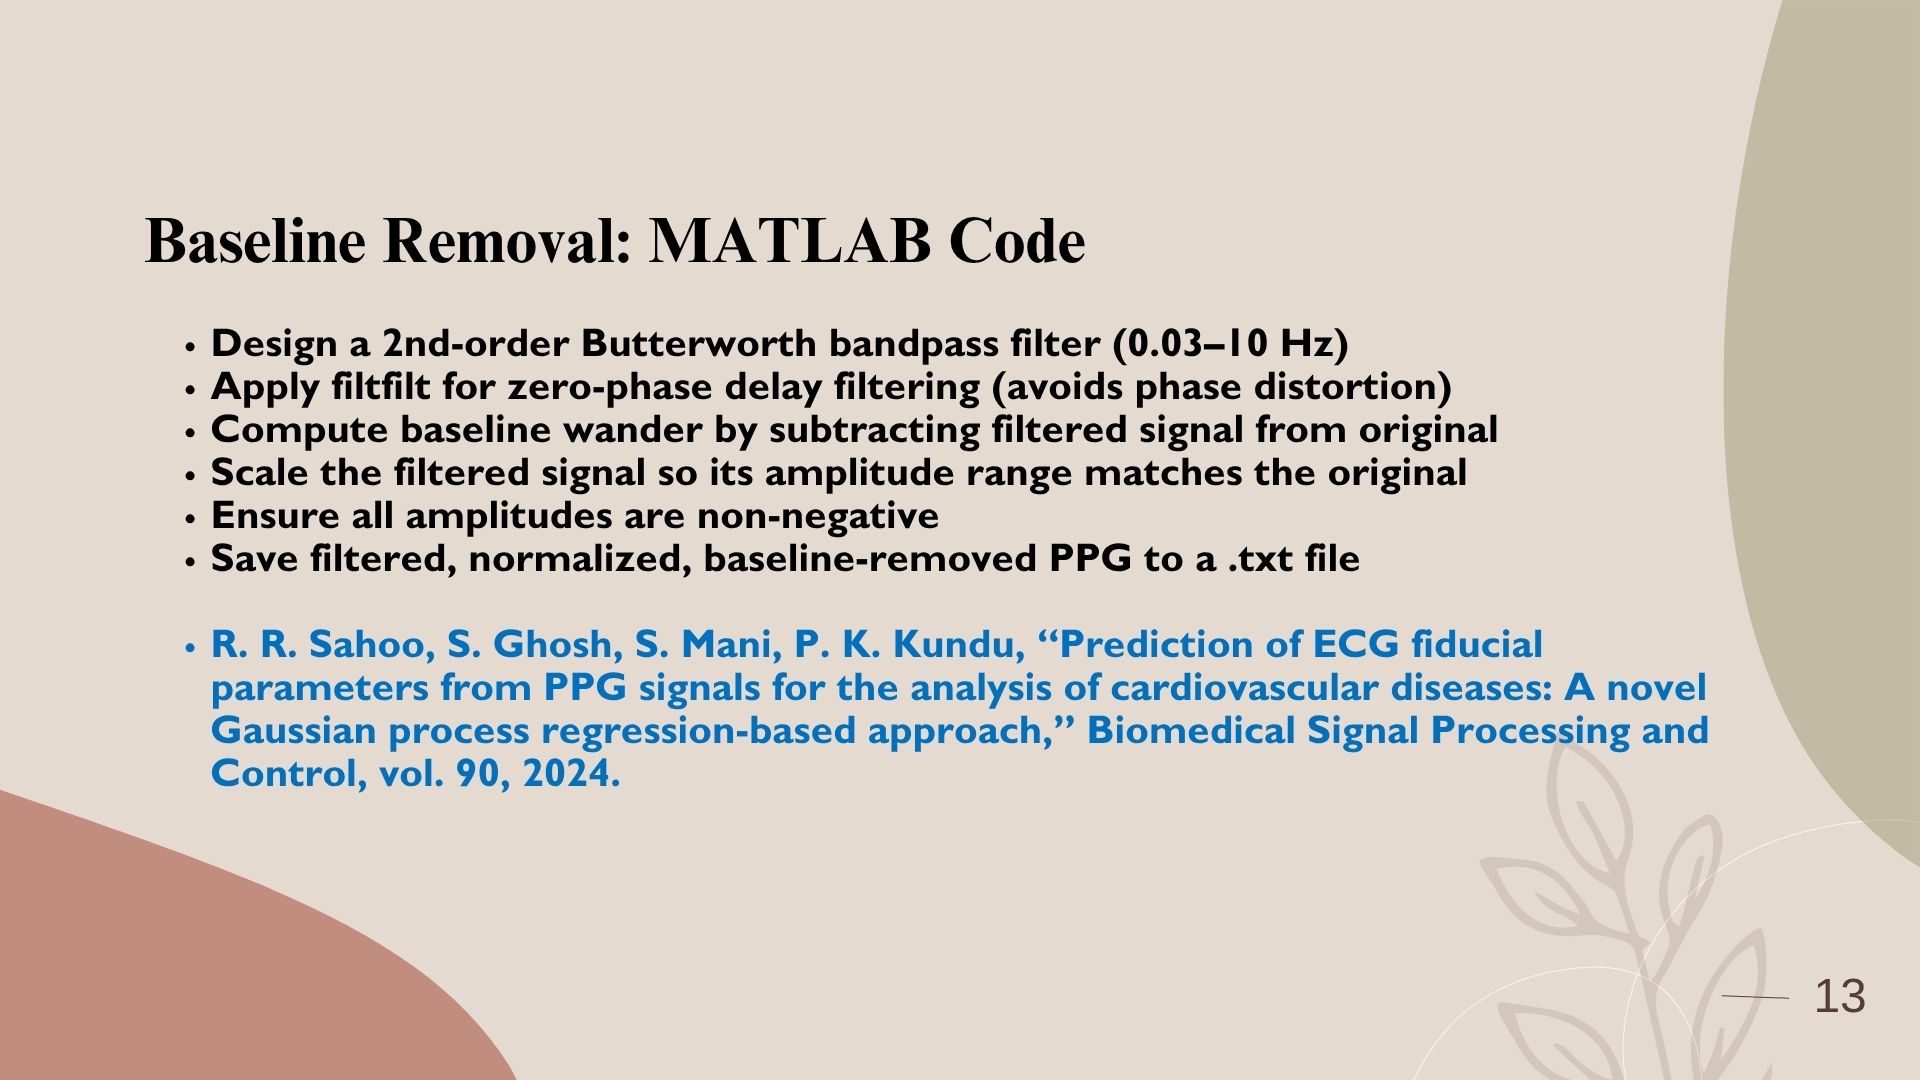 Baseline Removal: MATLAB Code
• Design a 2nd-order Butterworth bandpass filter (0.03–10 Hz)
• Apply filtfilt for zero-phase delay filtering (avoids phase distortion)
• Compute baseline wander by subtracting filtered signal from original
• Scale the filtered signal so its amplitude range matches the original
• Ensure all amplitudes are non-negative
• Save filtered, normalized, baseline-removed PPG to a .txt file
• R. R. Sahoo, S. Ghosh, S. Mani, P. K. Kundu, “Prediction of ECG fiducial
parameters from PPG signals for the analysis of cardiovascular diseases: A novel
Gaussian process regression-based approach,” Biomedical Signal Processing and
Control, vol. 90, 2024.
13